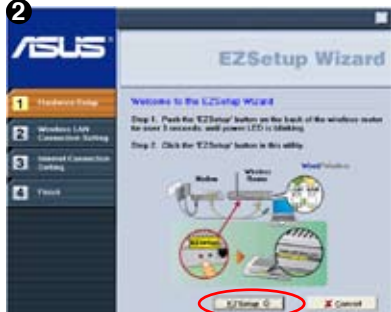 2
ASUS
EZSetup Wizard
1 Hardware Setup
2 Wireless LAN
Connection Setting
3 Internet Connection
Setting
4 Finish
Welcome to the EZSetup Wizard
Step 1. Push the 'EZSetup' button on the back of the wireless router
for over 3 seconds, until power LED is blinking.
Step 2. Click the 'EZSetup' button in this utility.
Modem
Wireless
Router
Wired/Wireless
EZSetup
EZSetup
Cancel